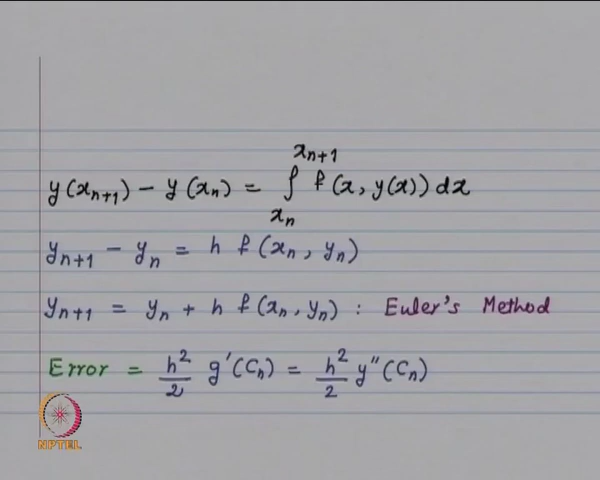 y(xₙ₊₁) − y(xₙ) = ∫ₓₙ^xₙ₊₁ f(x, y(x)) dx
yₙ₊₁ − yₙ = h f(xₙ, yₙ)
yₙ₊₁ = yₙ + h f(xₙ, yₙ) : Euler's Method
Error = h²/2 g′(Cₙ) = h²/2 y″(Cₙ)
NPTEL